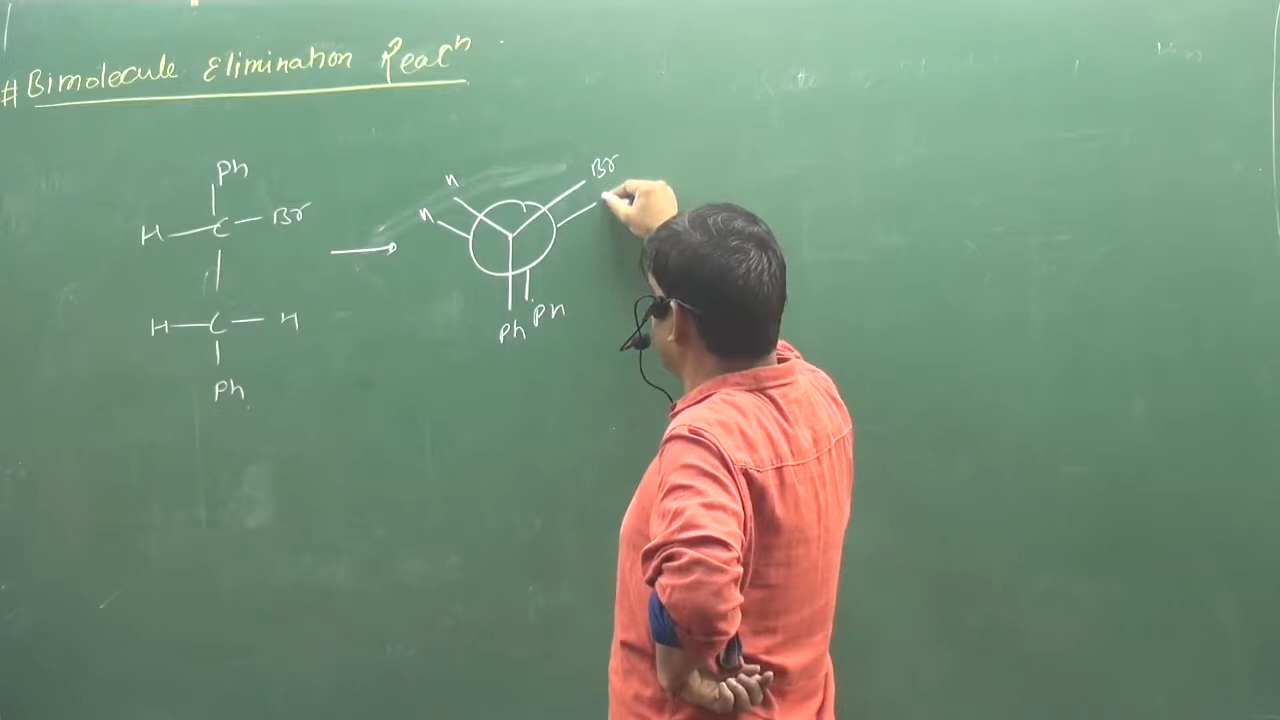 # Bimolecule Elimination Reacⁿ
Ph
H C Br
H C H
Ph
H Br
H
Ph Ph